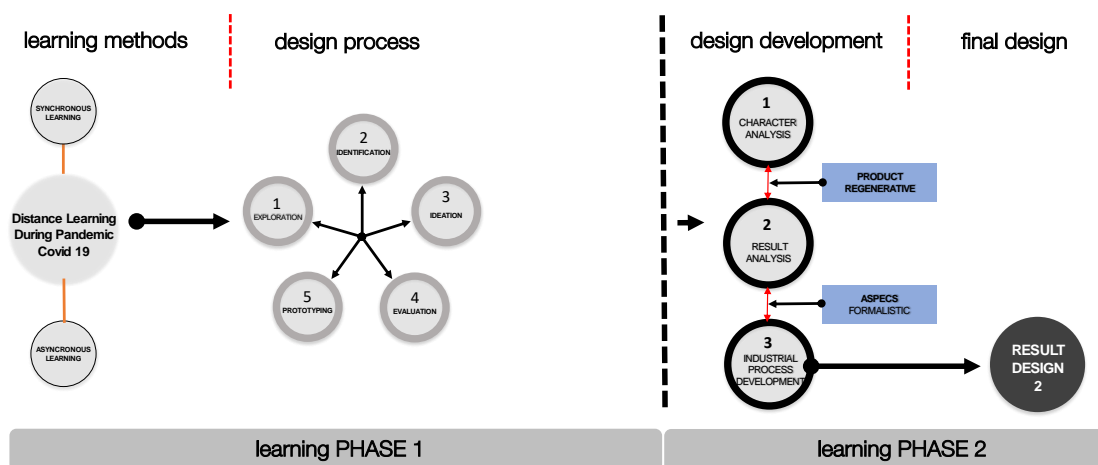 learning methods
design process
design development
final design
SYNCHRONOUS
LEARNING
Distance Learning
During Pandemic
Covid 19
ASYNCRONOUS
LEARNING
1
EXPLORATION
2
IDENTIFICATION
3
IDEATION
4
EVALUATION
5
PROTOTYPING
1
CHARACTER
ANALYSIS
PRODUCT
REGENERATIVE
2
RESULT
ANALYSIS
ASPECS
FORMALISTIC
3
INDUSTRIAL
PROCESS
DEVELOPMENT
RESULT
DESIGN
2
learning PHASE 1
learning PHASE 2